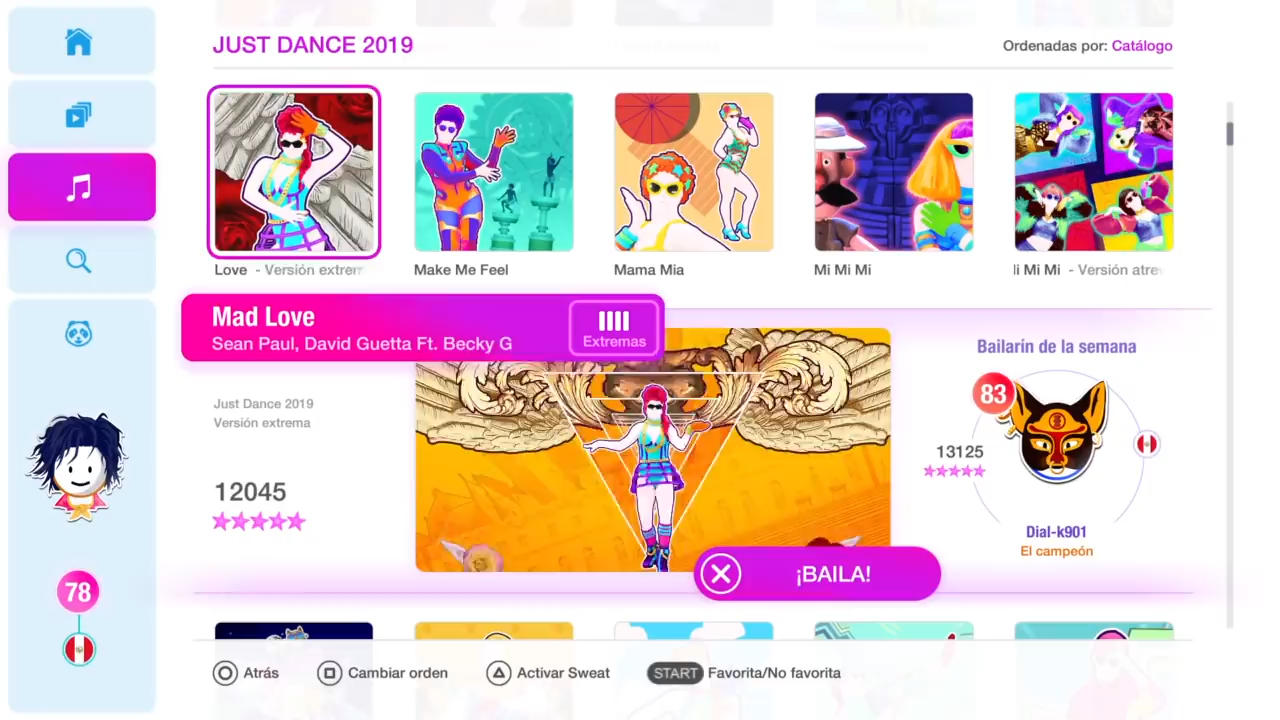 JUST DANCE 2019
Ordenadas por: Catálogo
Love - Versión extrem
Make Me Feel
Mama Mia
Mi Mi Mi
li Mi Mi - Versión atrev
Mad Love
Sean Paul, David Guetta Ft. Becky G
Extremas
Just Dance 2019
Versión extrema
12045
Bailarín de la semana
83
13125
Dial-k901
El campeón
¡BAILA!
78
Atrás
Cambiar orden
Activar Sweat
START Favorita/No favorita